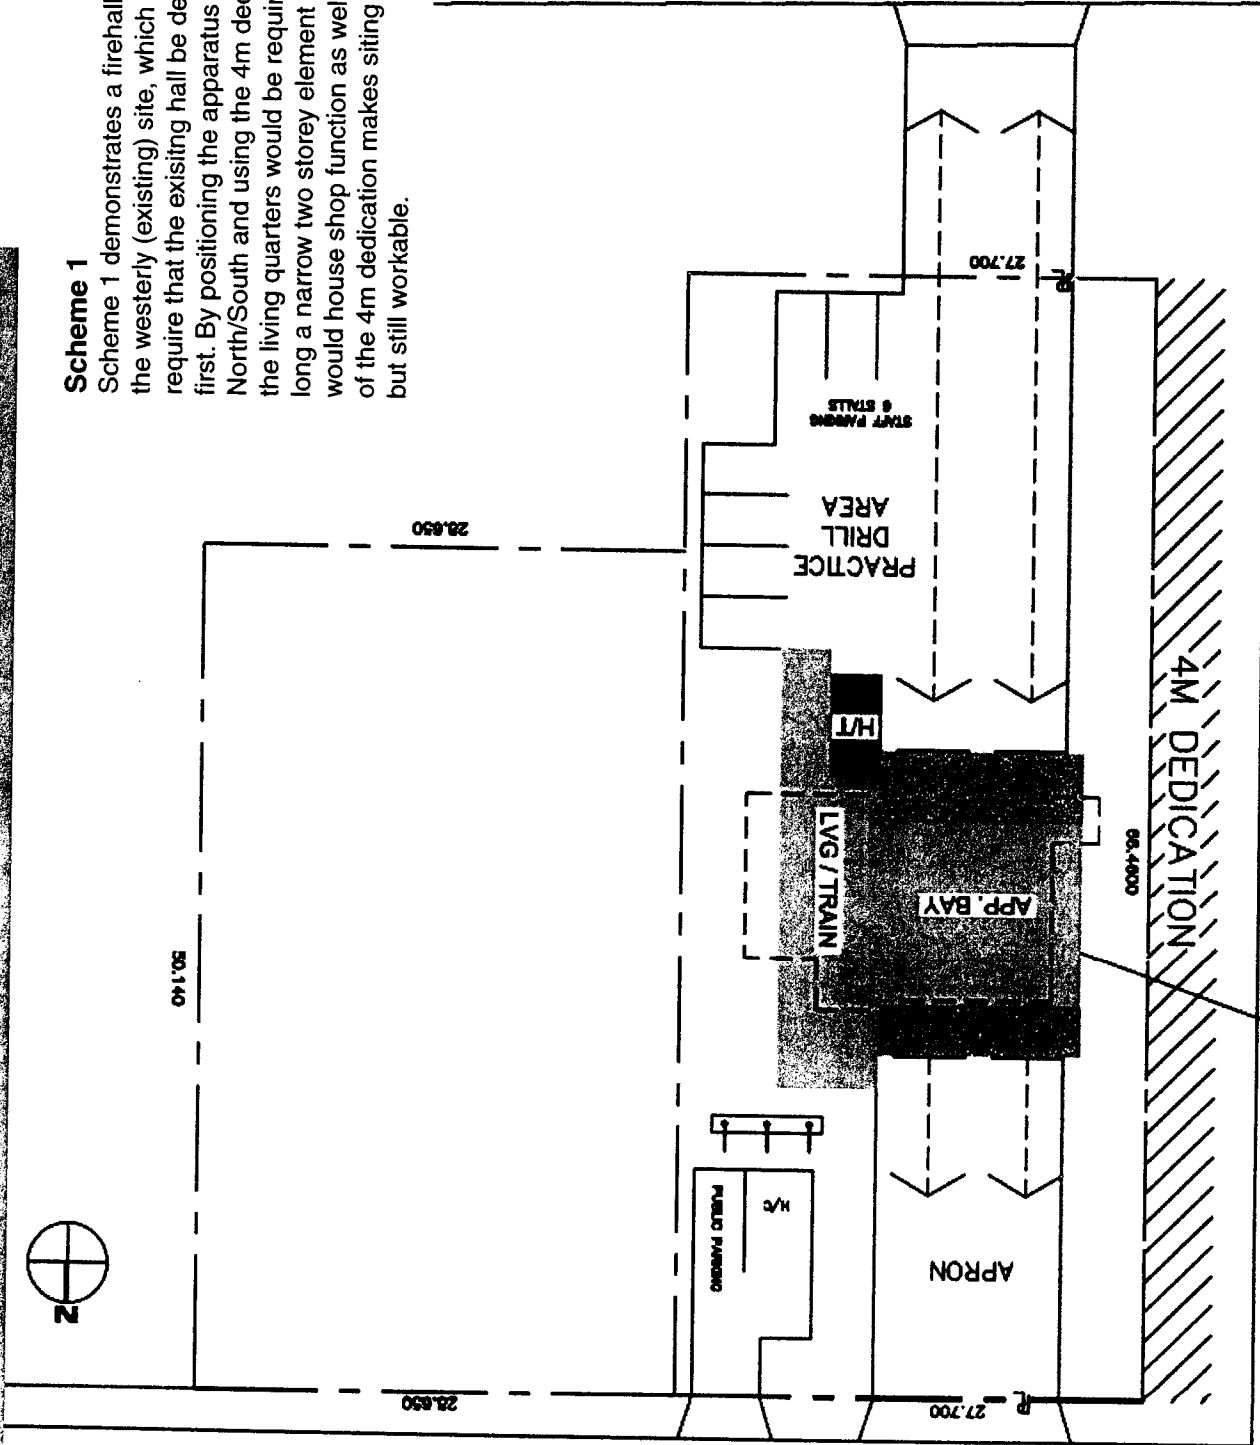 Scheme 1
Scheme 1 demonstrates a firehall
the westerly (existing) site, which
require that the exisitng hall be de
first. By positioning the apparatus
North/South and using the 4m dec
the living quarters would be requir
long a narrow two storey element
would house shop function as wel
of the 4m dedication makes siting
but still workable.
27.700
STAFF PARKING
6 STALLS
28.650
PRACTICE
DRILL
AREA
H/T
LVG / TRAIN
APP. BAY
66.4600
4M DEDICATION
50.140
PUBLIC PARKING
H/C
APRON
N
28.650
27.700